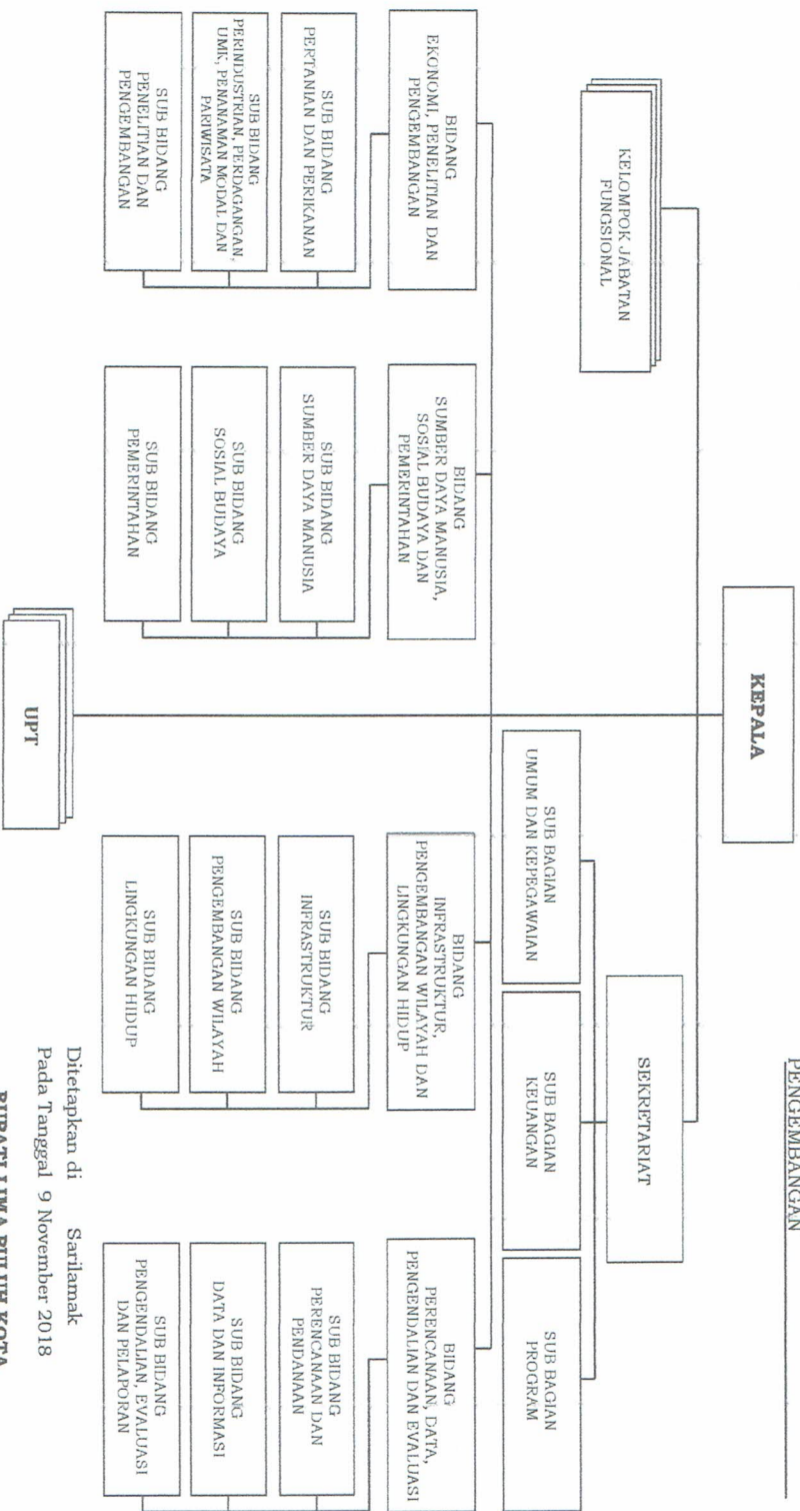 PENGEMBANGAN
KEPALA
KELOMPOK JABATAN
FUNGSIONAL
SEKRETARIAT
SUB BAGIAN
UMUM DAN KEPEGAWAIAN
SUB BAGIAN
KEUANGAN
SUB BAGIAN
PROGRAM
BIDANG
EKONOMI, PENELITIAN DAN
PENGEMBANGAN
SUB BIDANG
PERTANIAN DAN PERIKANAN
SUB BIDANG
PERINDUSTRIAN, PERDAGANGAN,
UMK, PENANAMAN MODAL DAN
PARIWISATA
SUB BIDANG
PENELITIAN DAN
PENGEMBANGAN
BIDANG
SUMBER DAYA MANUSIA,
SOSIAL BUDAYA DAN
PEMERINTAHAN
SUB BIDANG
SUMBER DAYA MANUSIA
SUB BIDANG
SOSIAL BUDAYA
SUB BIDANG
PEMERINTAHAN
BIDANG
INFRASTRUKTUR,
PENGEMBANGAN WILAYAH DAN
LINGKUNGAN HIDUP
SUB BIDANG
INFRASTRUKTUR
SUB BIDANG
PENGEMBANGAN WILAYAH
SUB BIDANG
LINGKUNGAN HIDUP
BIDANG
PERENCANAAN, DATA,
PENGENDALIAN DAN EVALUASI
SUB BIDANG
PERENCANAAN DAN
PENDANAAN
SUB BIDANG
DATA DAN INFORMASI
SUB BIDANG
PENGENDALIAN, EVALUASI
DAN PELAPORAN
UPT
Ditetapkan di Sarilamak
Pada Tanggal 9 November 2018
BUPATI LIMA PULUH KOTA